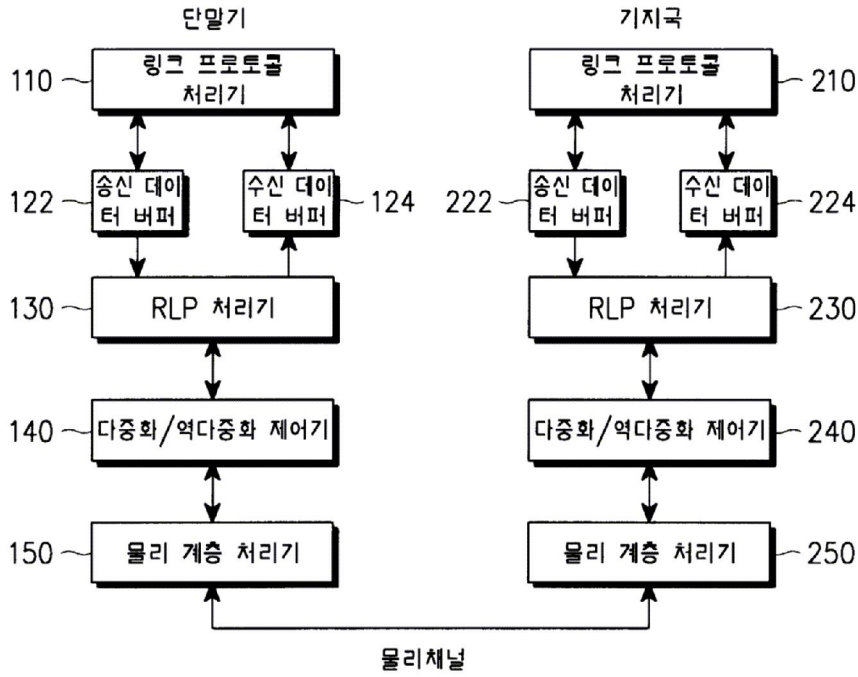 단말기 기지국
110 링크 프로토콜 링크 프로토콜 210
처리기 처리기
122 송신 데이 수신 데이 124 222 송신 데이 수신 데이 224
터 버퍼 터 버퍼 터 버퍼 터 버퍼
130 RLP 처리기 RLP 처리기 230
140 다중화/역다중화 제어기 다중화/역다중화 제어기 240
150 물리 계층 처리기 물리 계층 처리기 250
물리채널